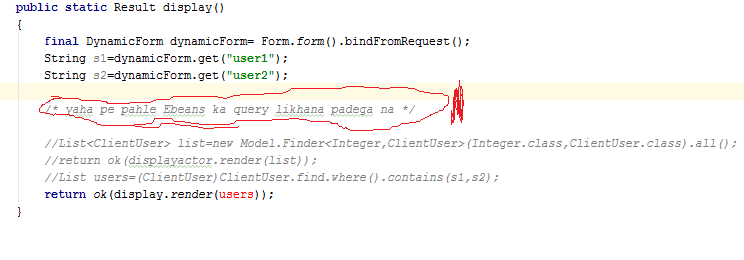 public static Result display()
{
final DynamicForm dynamicForm= Form.form().bindFromRequest();
String s1=dynamicForm.get("user1");
String s2=dynamicForm.get("user2");
/* yaha pe pahle Ebeans ka query likhana padega na */
//List<ClientUser> list=new Model.Finder<Integer,ClientUser>(Integer.class,ClientUser.class).all();
//return ok(displayactor.render(list));
//List users=(ClientUser)ClientUser.find.where().contains(s1,s2);
return ok(display.render(users));
}